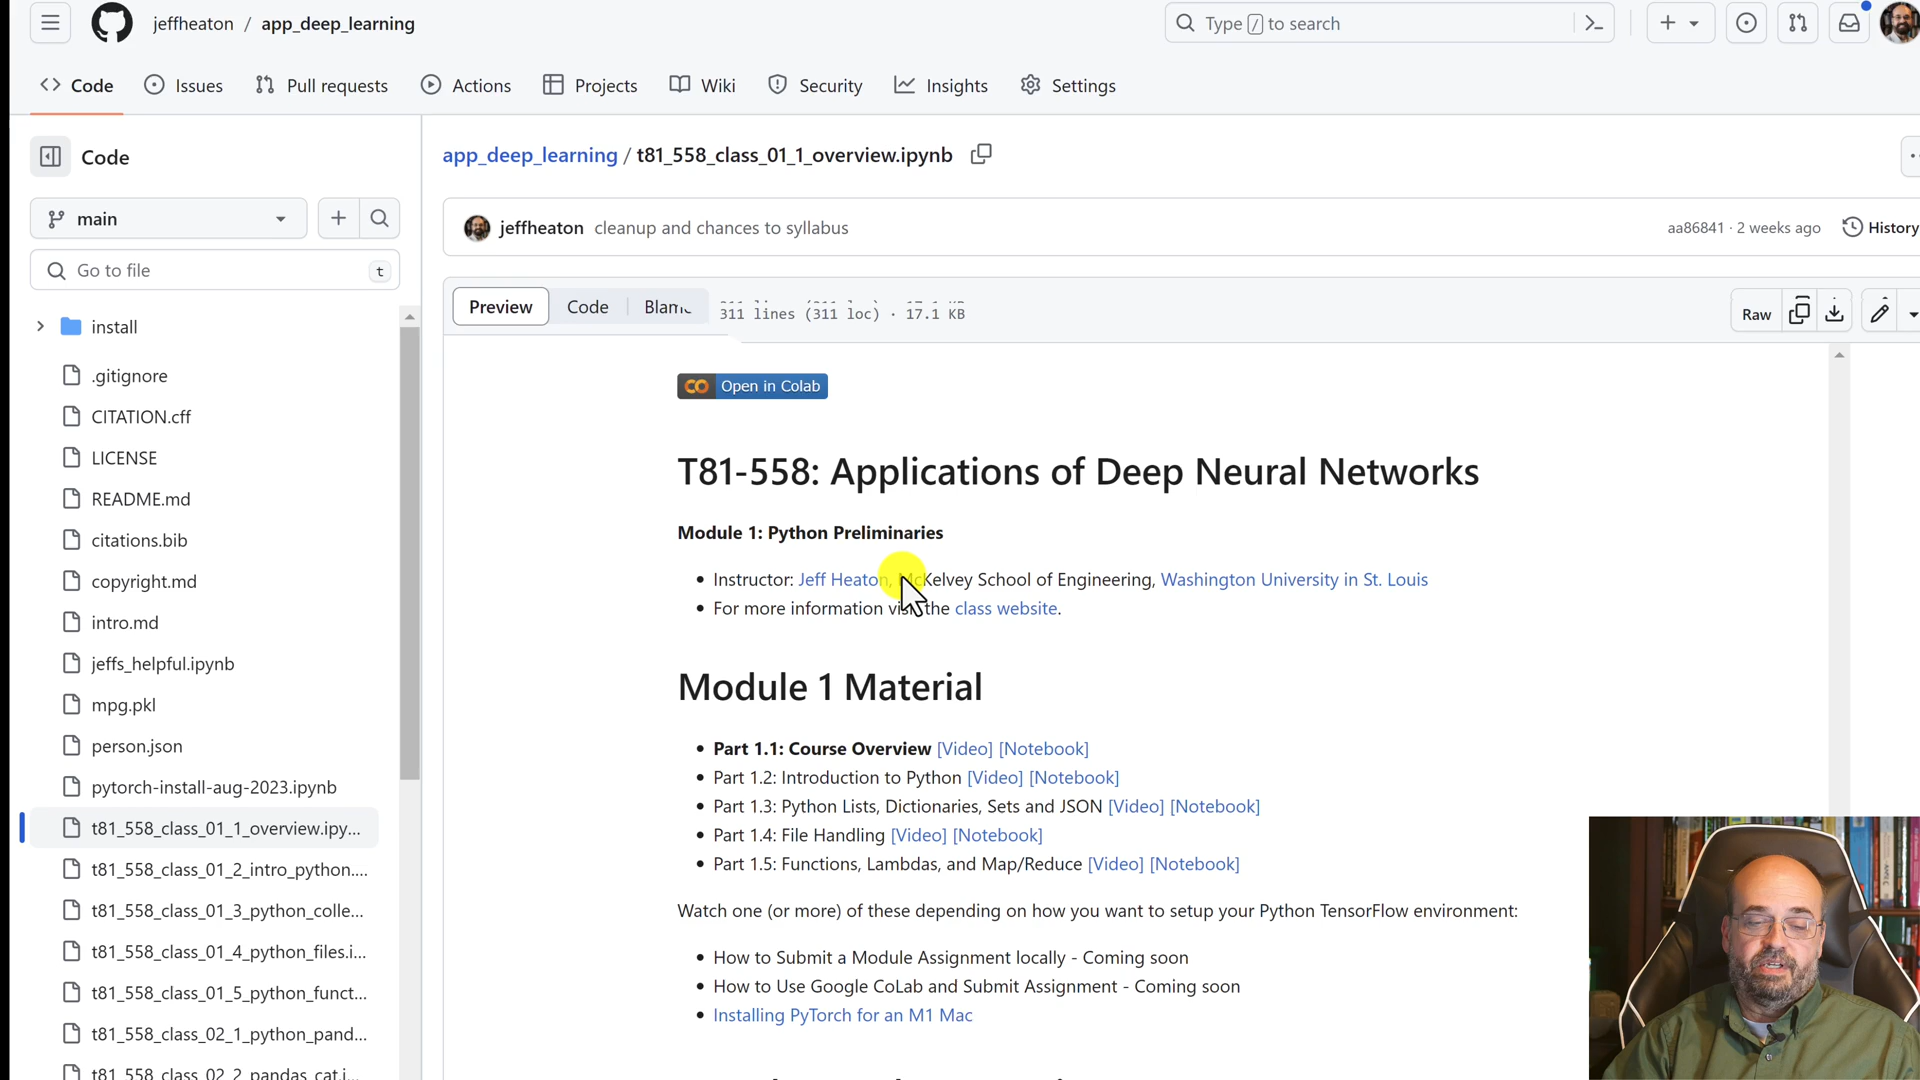 jeffheaton / app_deep_learning
Type / to search
Code
Issues
Pull requests
Actions
Projects
Wiki
Security
Insights
Settings
Code
main
Go to file
t
install
.gitignore
CITATION.cff
LICENSE
README.md
citations.bib
copyright.md
intro.md
jeffs_helpful.ipynb
mpg.pkl
person.json
pytorch-install-aug-2023.ipynb
t81_558_class_01_1_overview.ipy...
t81_558_class_01_2_intro_python....
t81_558_class_01_3_python_colle...
t81_558_class_01_4_python_files.i...
t81_558_class_01_5_python_funct...
t81_558_class_02_1_python_pand...
t81_558_class_02_2_pandas_cat.i...
app_deep_learning / t81_558_class_01_1_overview.ipynb
jeffheaton cleanup and chances to syllabus
aa86841 · 2 weeks ago
History
Preview
Code
Blame
311 lines (311 loc) · 17.1 KB
Raw
Open in Colab
T81-558: Applications of Deep Neural Networks
Module 1: Python Preliminaries
• Instructor: Jeff Heaton, McKelvey School of Engineering, Washington University in St. Louis
• For more information visit the class website.
Module 1 Material
• Part 1.1: Course Overview [Video] [Notebook]
• Part 1.2: Introduction to Python [Video] [Notebook]
• Part 1.3: Python Lists, Dictionaries, Sets and JSON [Video] [Notebook]
• Part 1.4: File Handling [Video] [Notebook]
• Part 1.5: Functions, Lambdas, and Map/Reduce [Video] [Notebook]
Watch one (or more) of these depending on how you want to setup your Python TensorFlow environment:
• How to Submit a Module Assignment locally - Coming soon
• How to Use Google CoLab and Submit Assignment - Coming soon
• Installing PyTorch for an M1 Mac